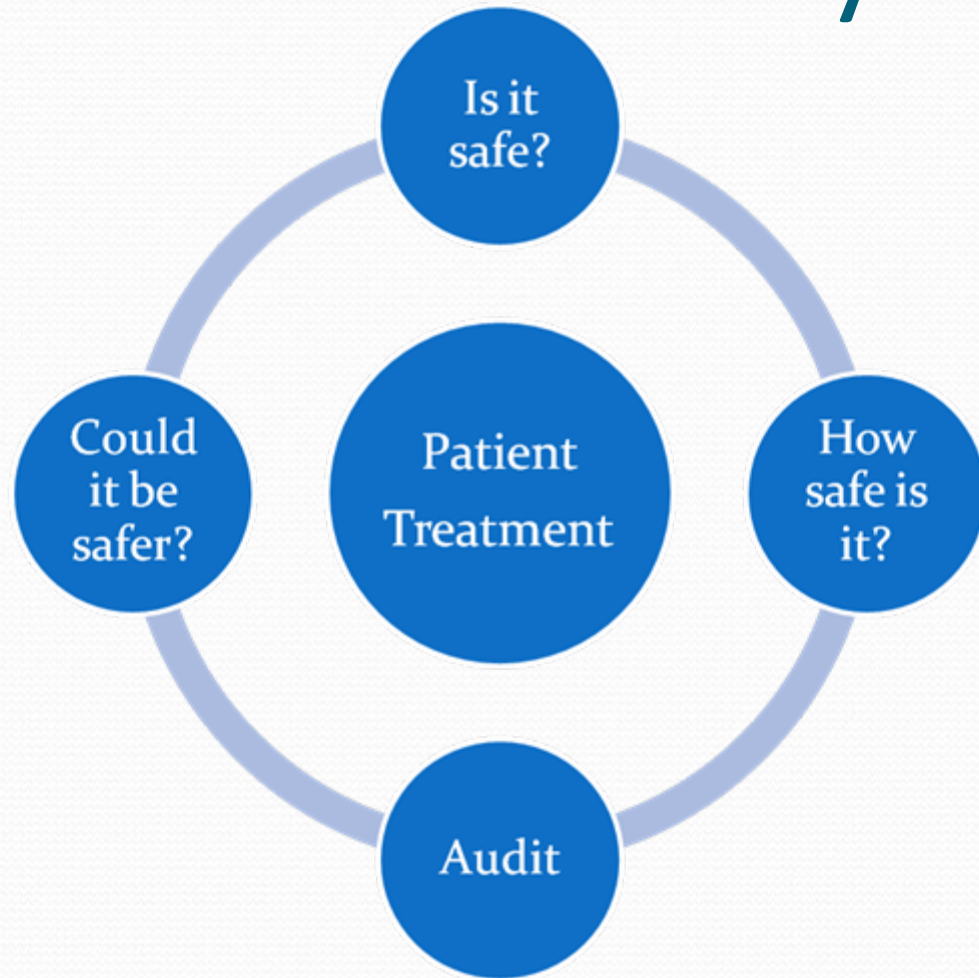 Is it
safe?
Could
it be
safer?
Patient
Treatment
How
safe is
it?
Audit